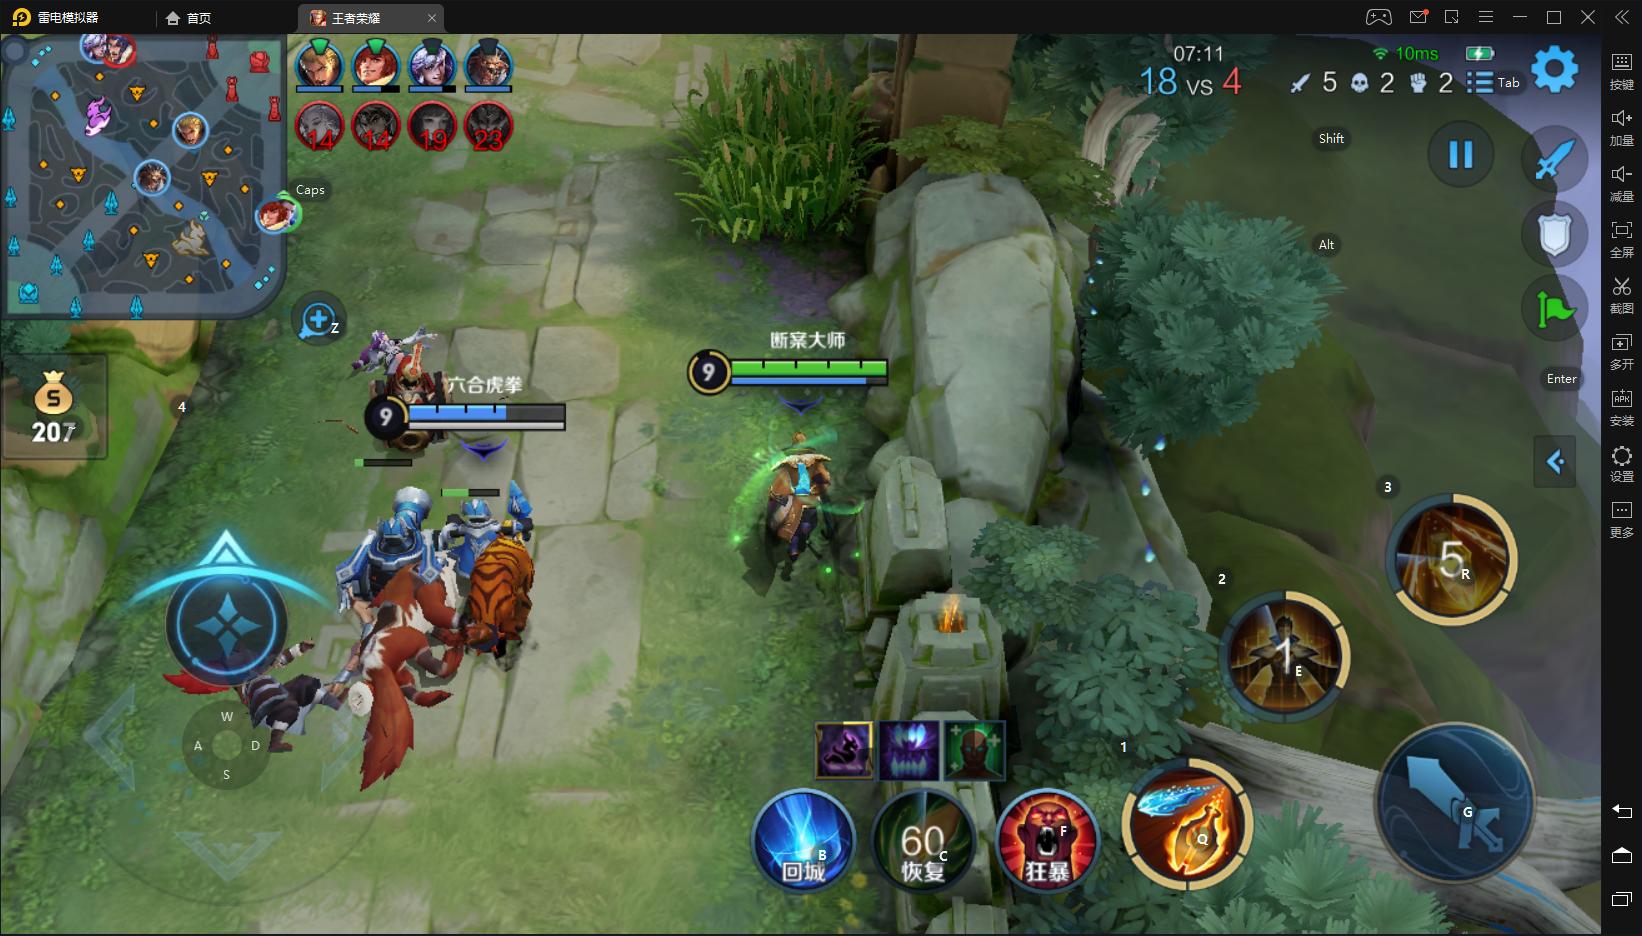 雷电模拟器
首页
王者荣耀
14
14
19
23
07:11
18 vs 4
10ms
5
2
2
Tab
Shift
Caps
Alt
Z
Enter
207
4
六合虎拳
9
断案大师
9
3
5
R
2
1
E
1
W
A
D
S
B
回城
60
C
恢复
F
狂暴
Q
G
按键
加量
减量
全屏
截图
多开
APK
安装
设置
更多